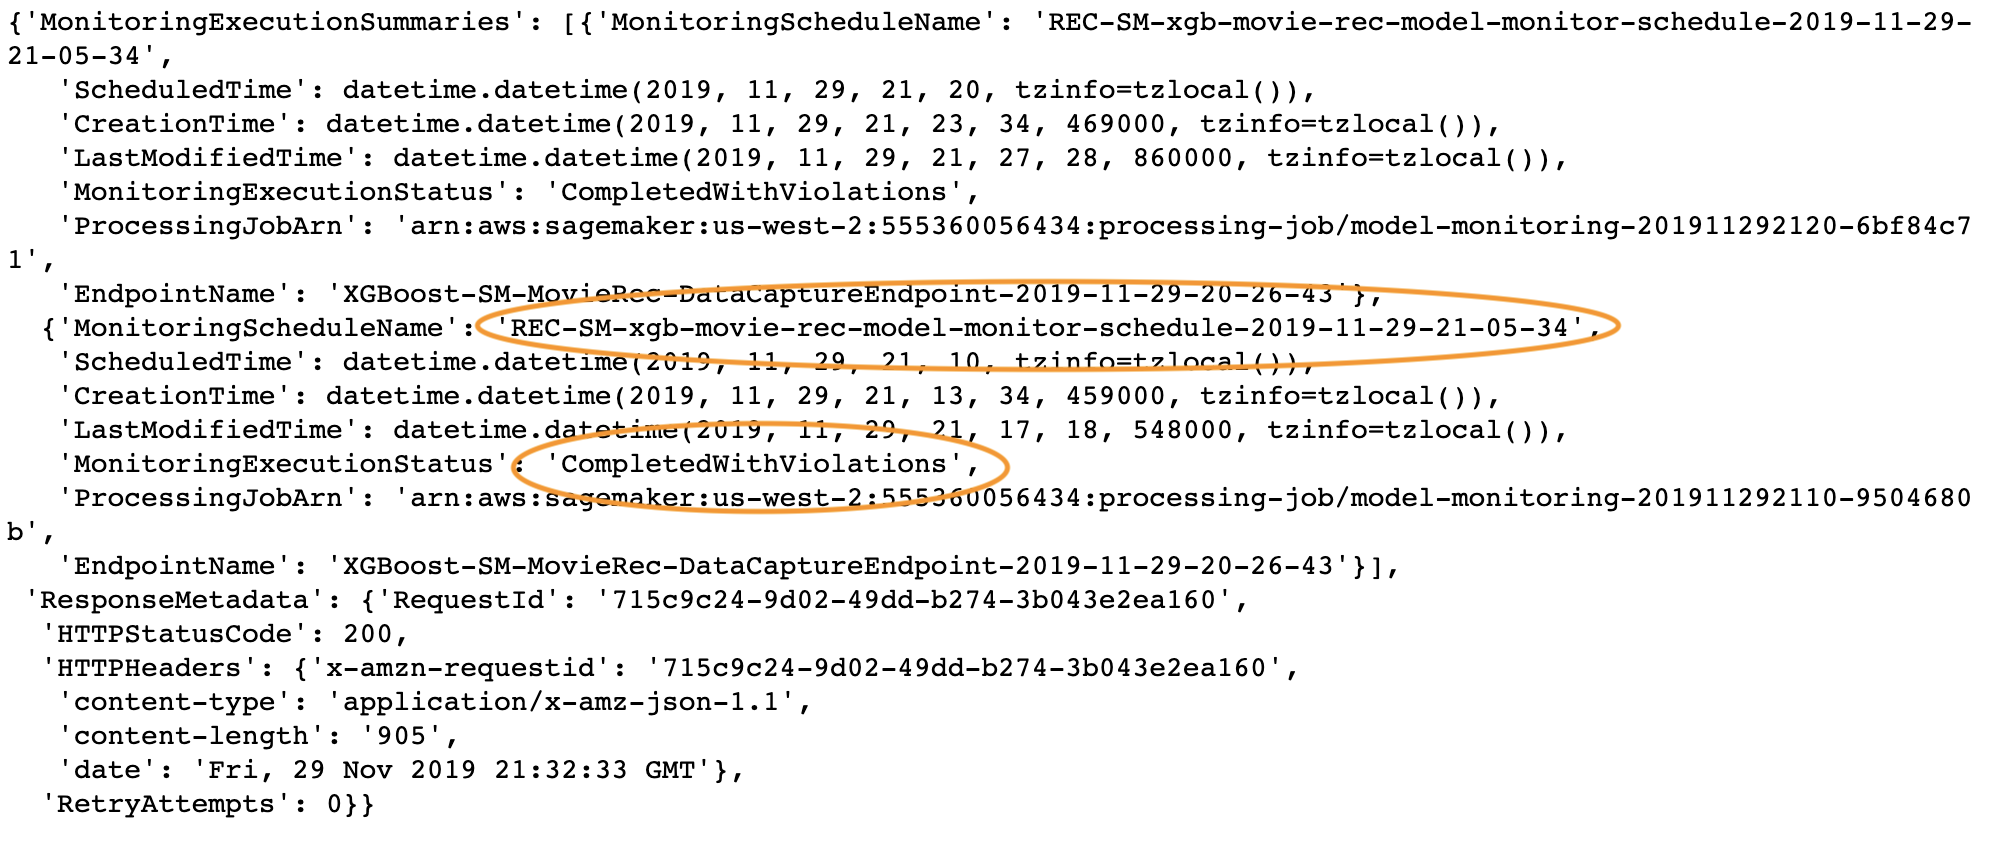 {'MonitoringExecutionSummaries': [{'MonitoringScheduleName': 'REC-SM-xgb-movie-rec-model-monitor-schedule-2019-11-29-
21-05-34',
'ScheduledTime': datetime.datetime(2019, 11, 29, 21, 20, tzinfo=tzlocal()),
'CreationTime': datetime.datetime(2019, 11, 29, 21, 23, 34, 469000, tzinfo=tzlocal()),
'LastModifiedTime': datetime.datetime(2019, 11, 29, 21, 27, 28, 860000, tzinfo=tzlocal()),
'MonitoringExecutionStatus': 'CompletedWithViolations',
'ProcessingJobArn': 'arn:aws:sagemaker:us-west-2:555360056434:processing-job/model-monitoring-201911292120-6bf84c7
1',
'EndpointName': 'XGBoost-SM-MovieRec-DataCaptureEndpoint-2019-11-29-20-26-43'},
{'MonitoringScheduleName': 'REC-SM-xgb-movie-rec-model-monitor-schedule-2019-11-29-21-05-34',
'ScheduledTime': datetime.datetime(2019, 11, 29, 21, 10, tzinfo=tzlocal()),
'CreationTime': datetime.datetime(2019, 11, 29, 21, 13, 34, 459000, tzinfo=tzlocal()),
'LastModifiedTime': datetime.datetime(2019, 11, 29, 21, 17, 18, 548000, tzinfo=tzlocal()),
'MonitoringExecutionStatus': 'CompletedWithViolations',
'ProcessingJobArn': 'arn:aws:sagemaker:us-west-2:555360056434:processing-job/model-monitoring-201911292110-9504680
b',
'EndpointName': 'XGBoost-SM-MovieRec-DataCaptureEndpoint-2019-11-29-20-26-43'}],
'ResponseMetadata': {'RequestId': '715c9c24-9d02-49dd-b274-3b043e2ea160',
'HTTPStatusCode': 200,
'HTTPHeaders': {'x-amzn-requestid': '715c9c24-9d02-49dd-b274-3b043e2ea160',
'content-type': 'application/x-amz-json-1.1',
'content-length': '905',
'date': 'Fri, 29 Nov 2019 21:32:33 GMT'},
'RetryAttempts': 0}}